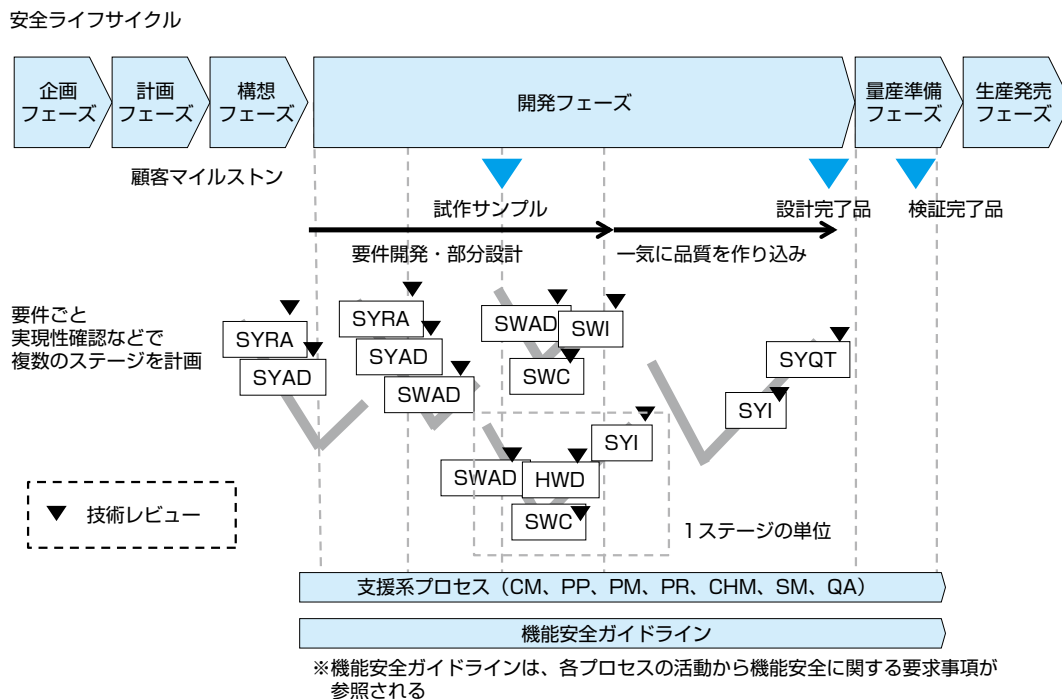 安全ライフサイクル
企画
フェーズ
計画
フェーズ
構想
フェーズ
開発フェーズ
量産準備
フェーズ
生産発売
フェーズ
顧客マイルストン
試作サンプル
設計完了品
検証完了品
要件開発・部分設計
一気に品質を作り込み
要件ごと
実現性確認などで
複数のステージを計画
SYRA
SYAD
SYRA
SYAD
SWAD
SWAD
SWI
SWC
SYQT
SYI
SYI
SWAD
HWD
SWC
1ステージの単位
▼ 技術レビュー
支援系プロセス（CM、PP、PM、PR、CHM、SM、QA）
機能安全ガイドライン
※機能安全ガイドラインは、各プロセスの活動から機能安全に関する要求事項が
参照される